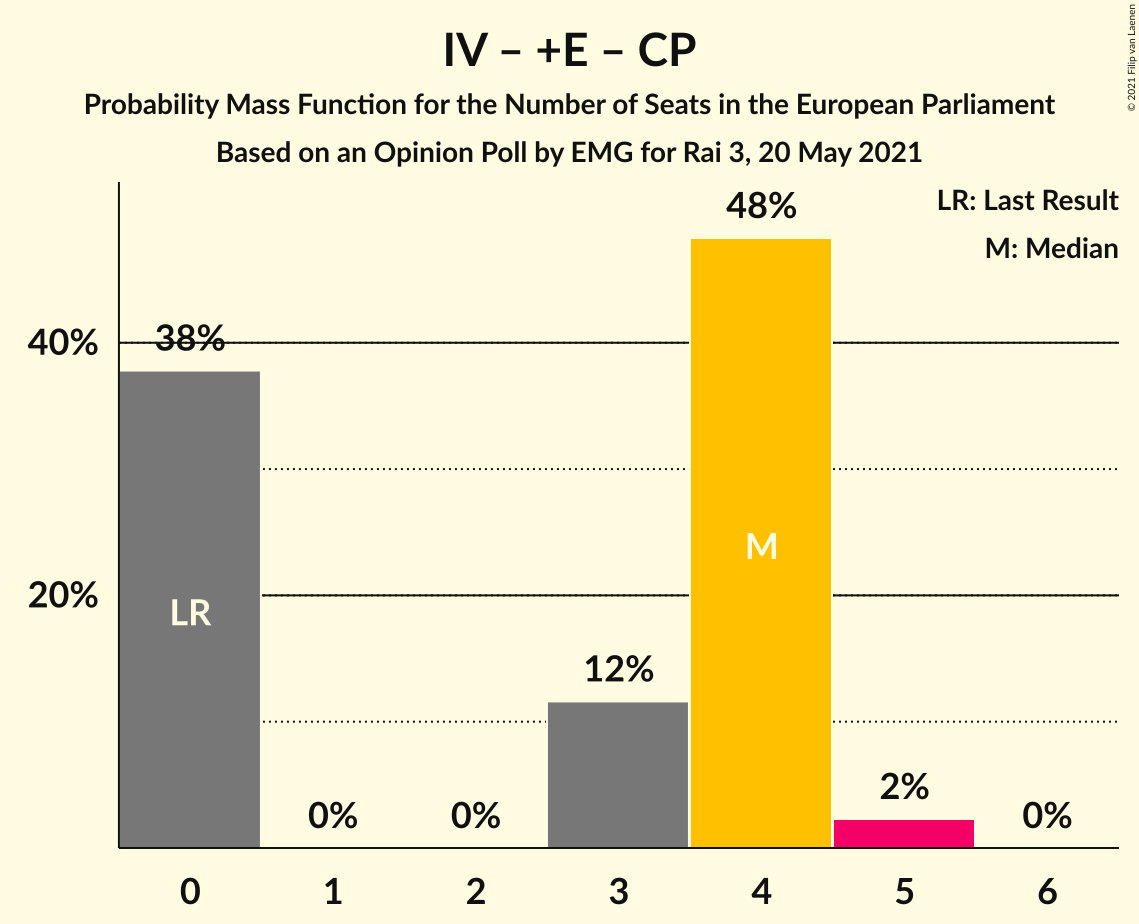 IV – +E – CP
Probability Mass Function for the Number of Seats in the European Parliament
Based on an Opinion Poll by EMG for Rai 3, 20 May 2021
© 2021 Filip van Laenen
LR: Last Result
M: Median
48%
40%
38%
M
20%
LR
12%
2%
0%
0%
0%
0 1 2 3 4 5 6